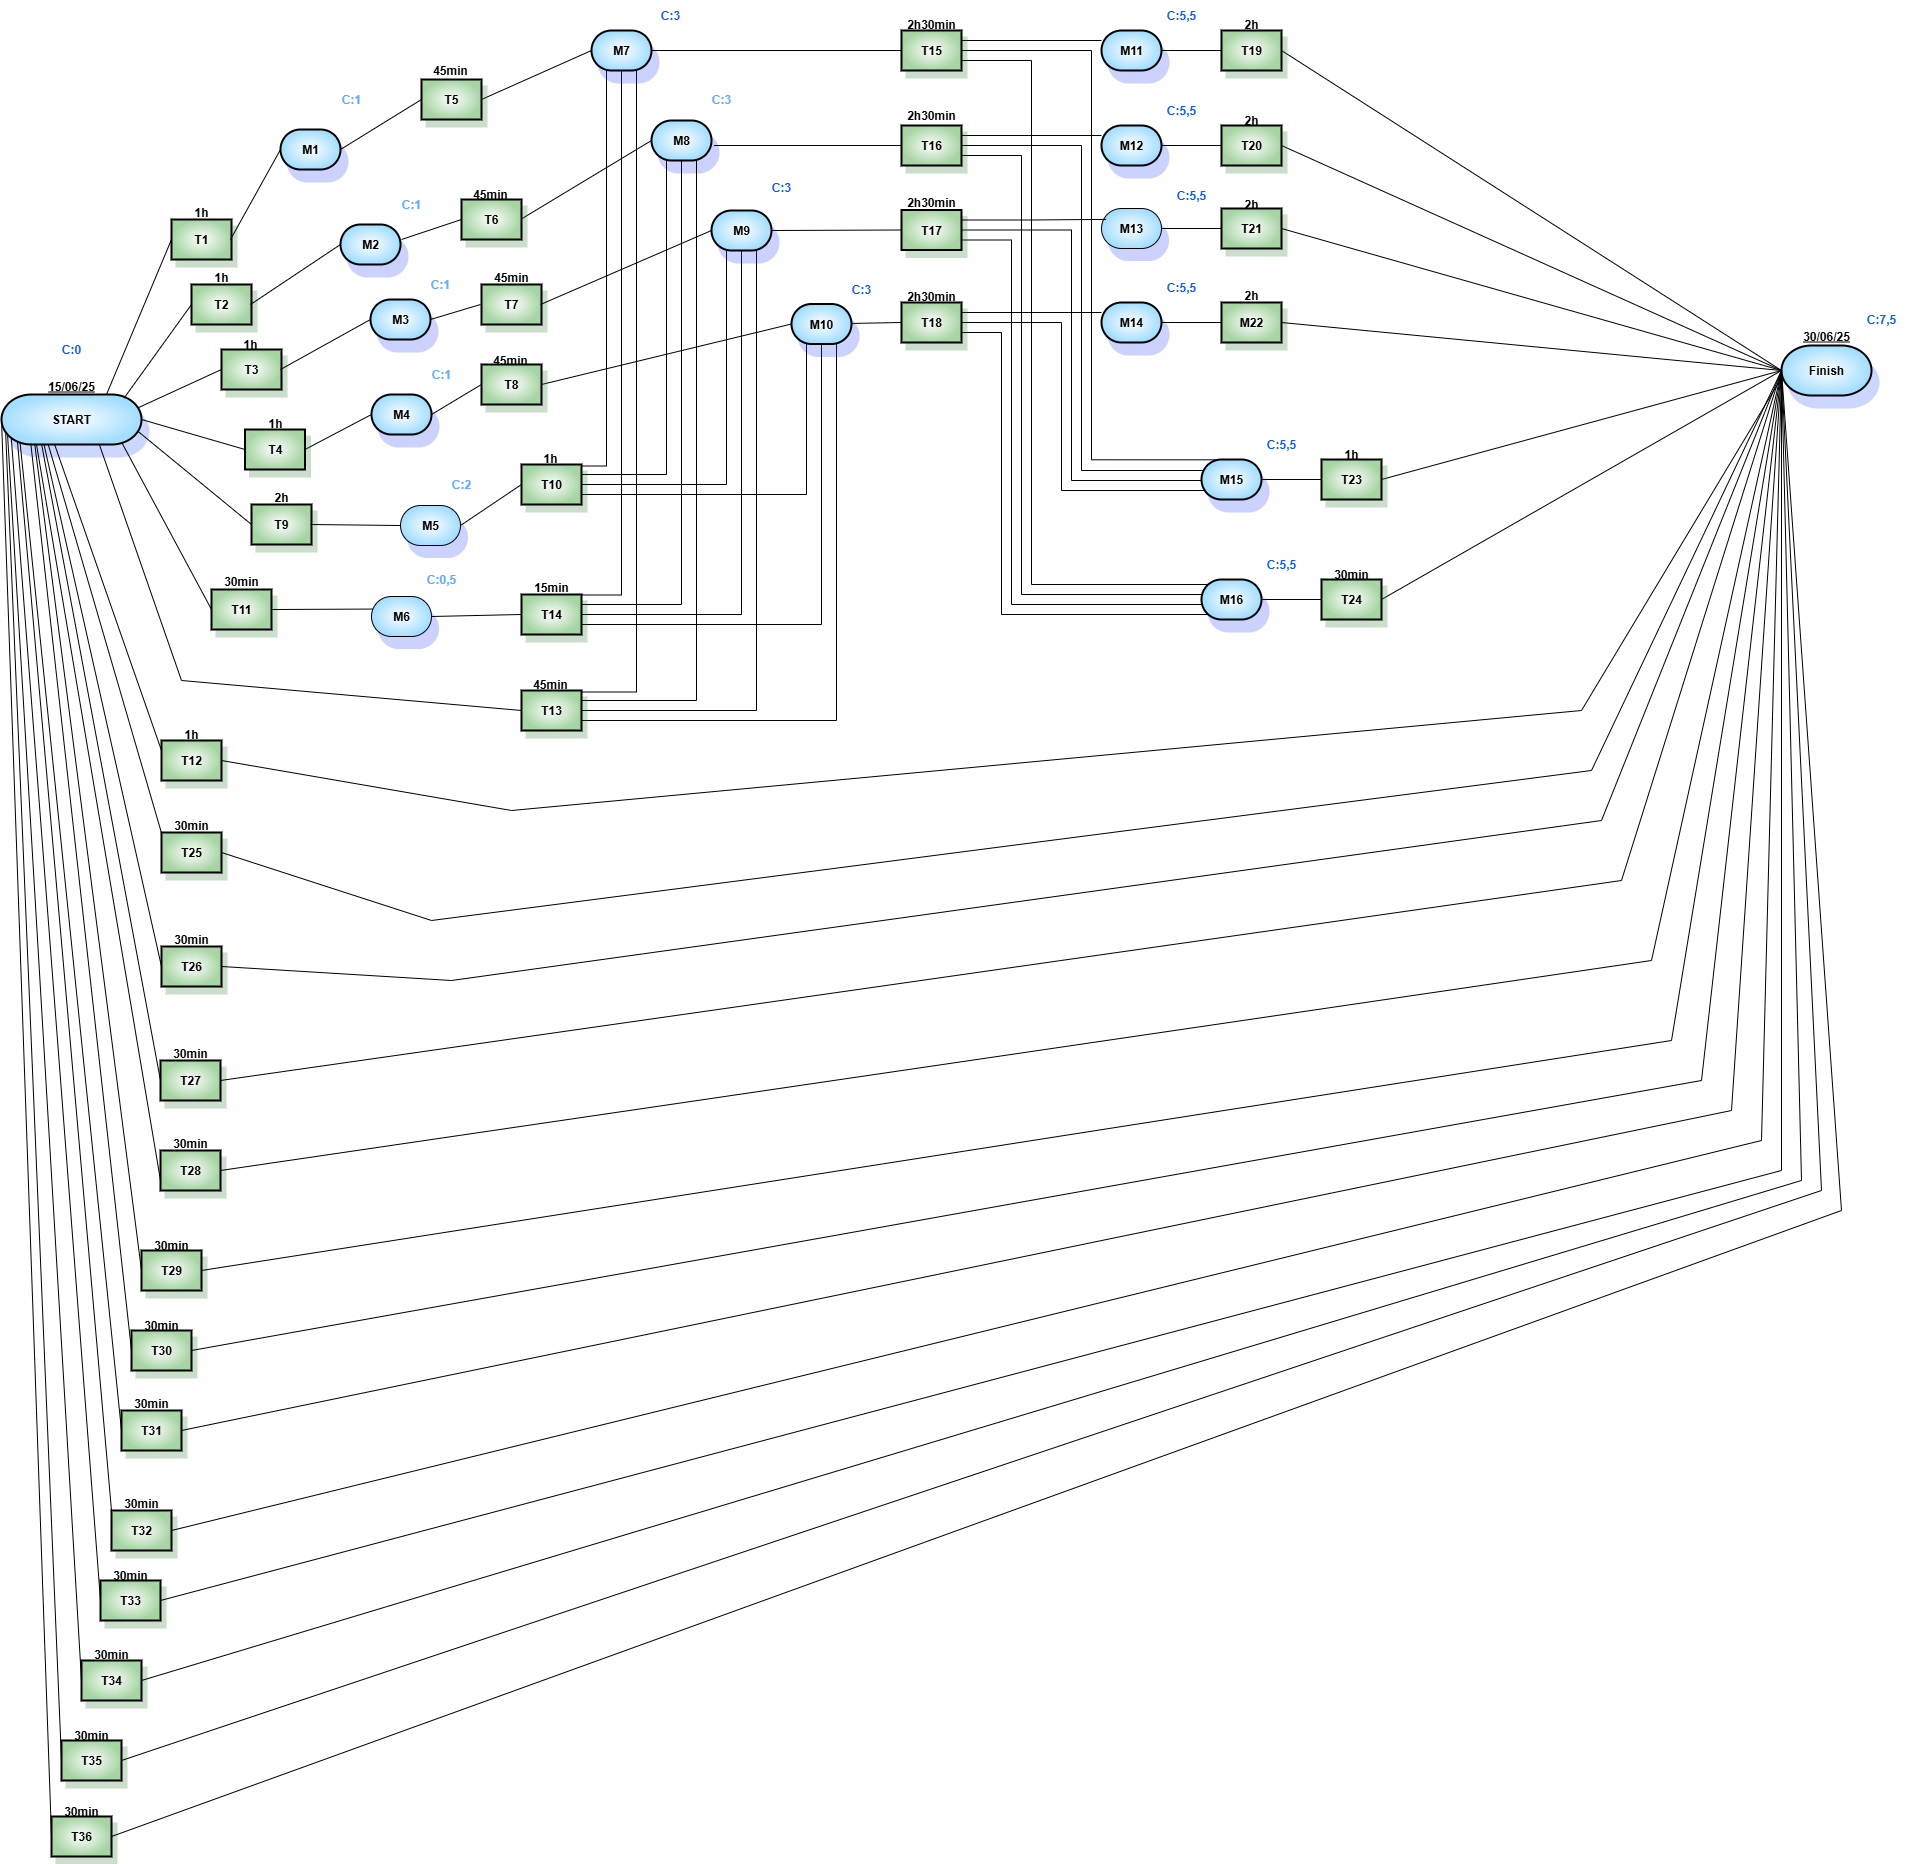 C:3
C:5,5
2h30min
2h
M7
T15
M11
T19
45min
C:1
T5
C:3
C:5,5
2h30min
2h
M1
M8
T16
M12
T20
C:3
C:5,5
1h
C:1
45min
2h30min
2h
T1
M2
T6
M9
T17
M13
T21
1h
C:1
45min
C:3
C:5,5
2h30min
2h
T2
M3
T7
M10
T18
M14
M22
C:7,5
30/06/25
Finish
C:0
1h
45min
T3
C:1
T8
15/06/25
START
M4
1h
T4
C:5,5
1h
1h
C:2
T10
M15
T23
2h
T9
M5
C:5,5
30min
C:0,5
15min
30min
T11
M6
T14
M16
T24
45min
T13
1h
T12
30min
T25
30min
T26
30min
T27
30min
T28
30min
T29
30min
T30
30min
T31
30min
T32
30min
T33
30min
T34
30min
T35
30min
T36